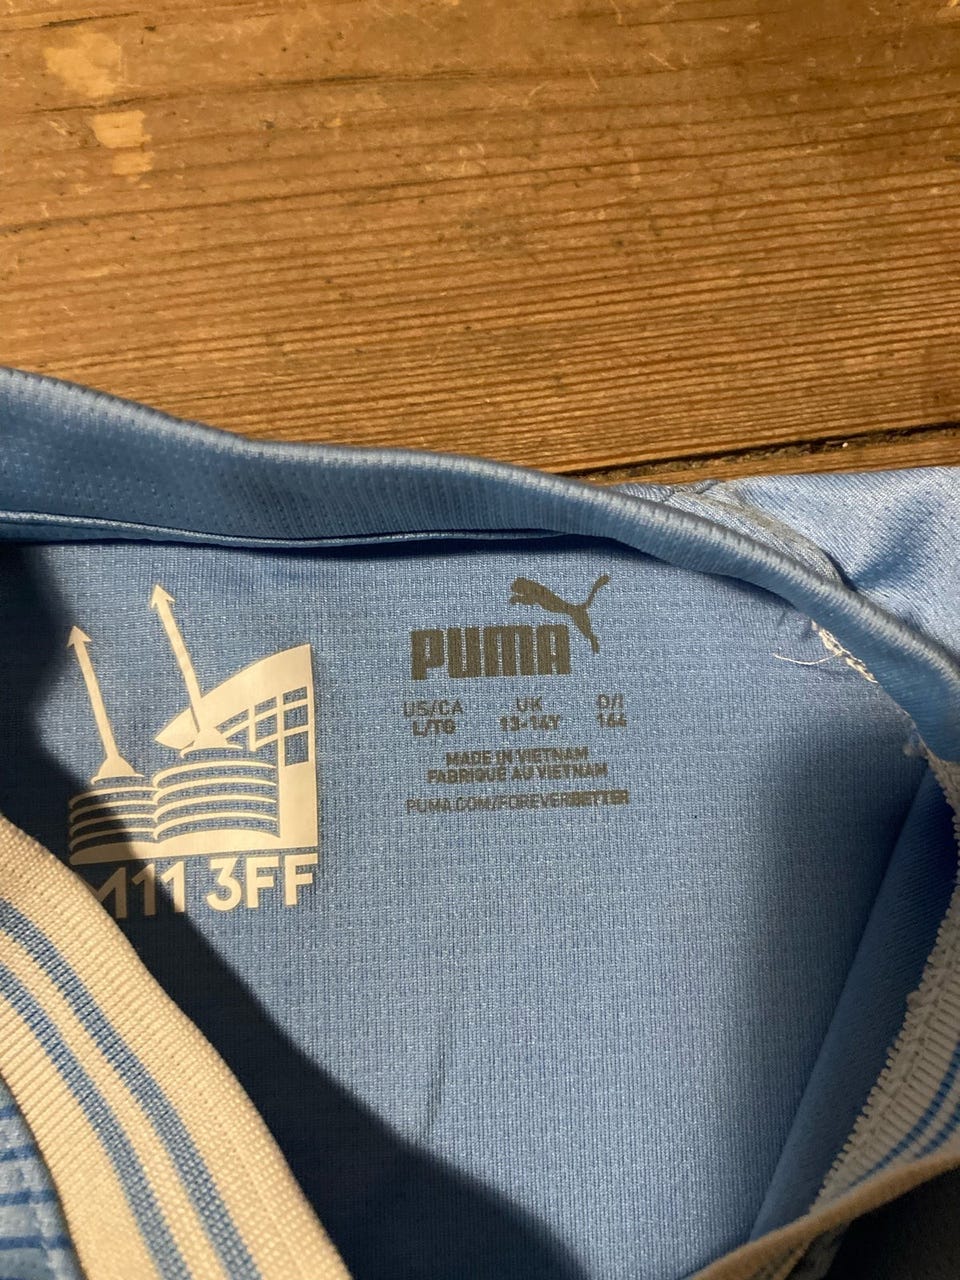 PUMA
US/CA UK D/I
L/TG 13-14Y 164
MADE IN VIETNAM
FABRIQUÉ AU VIETNAM
PUMA.COM/FOREVERBETTER
M11 3FF